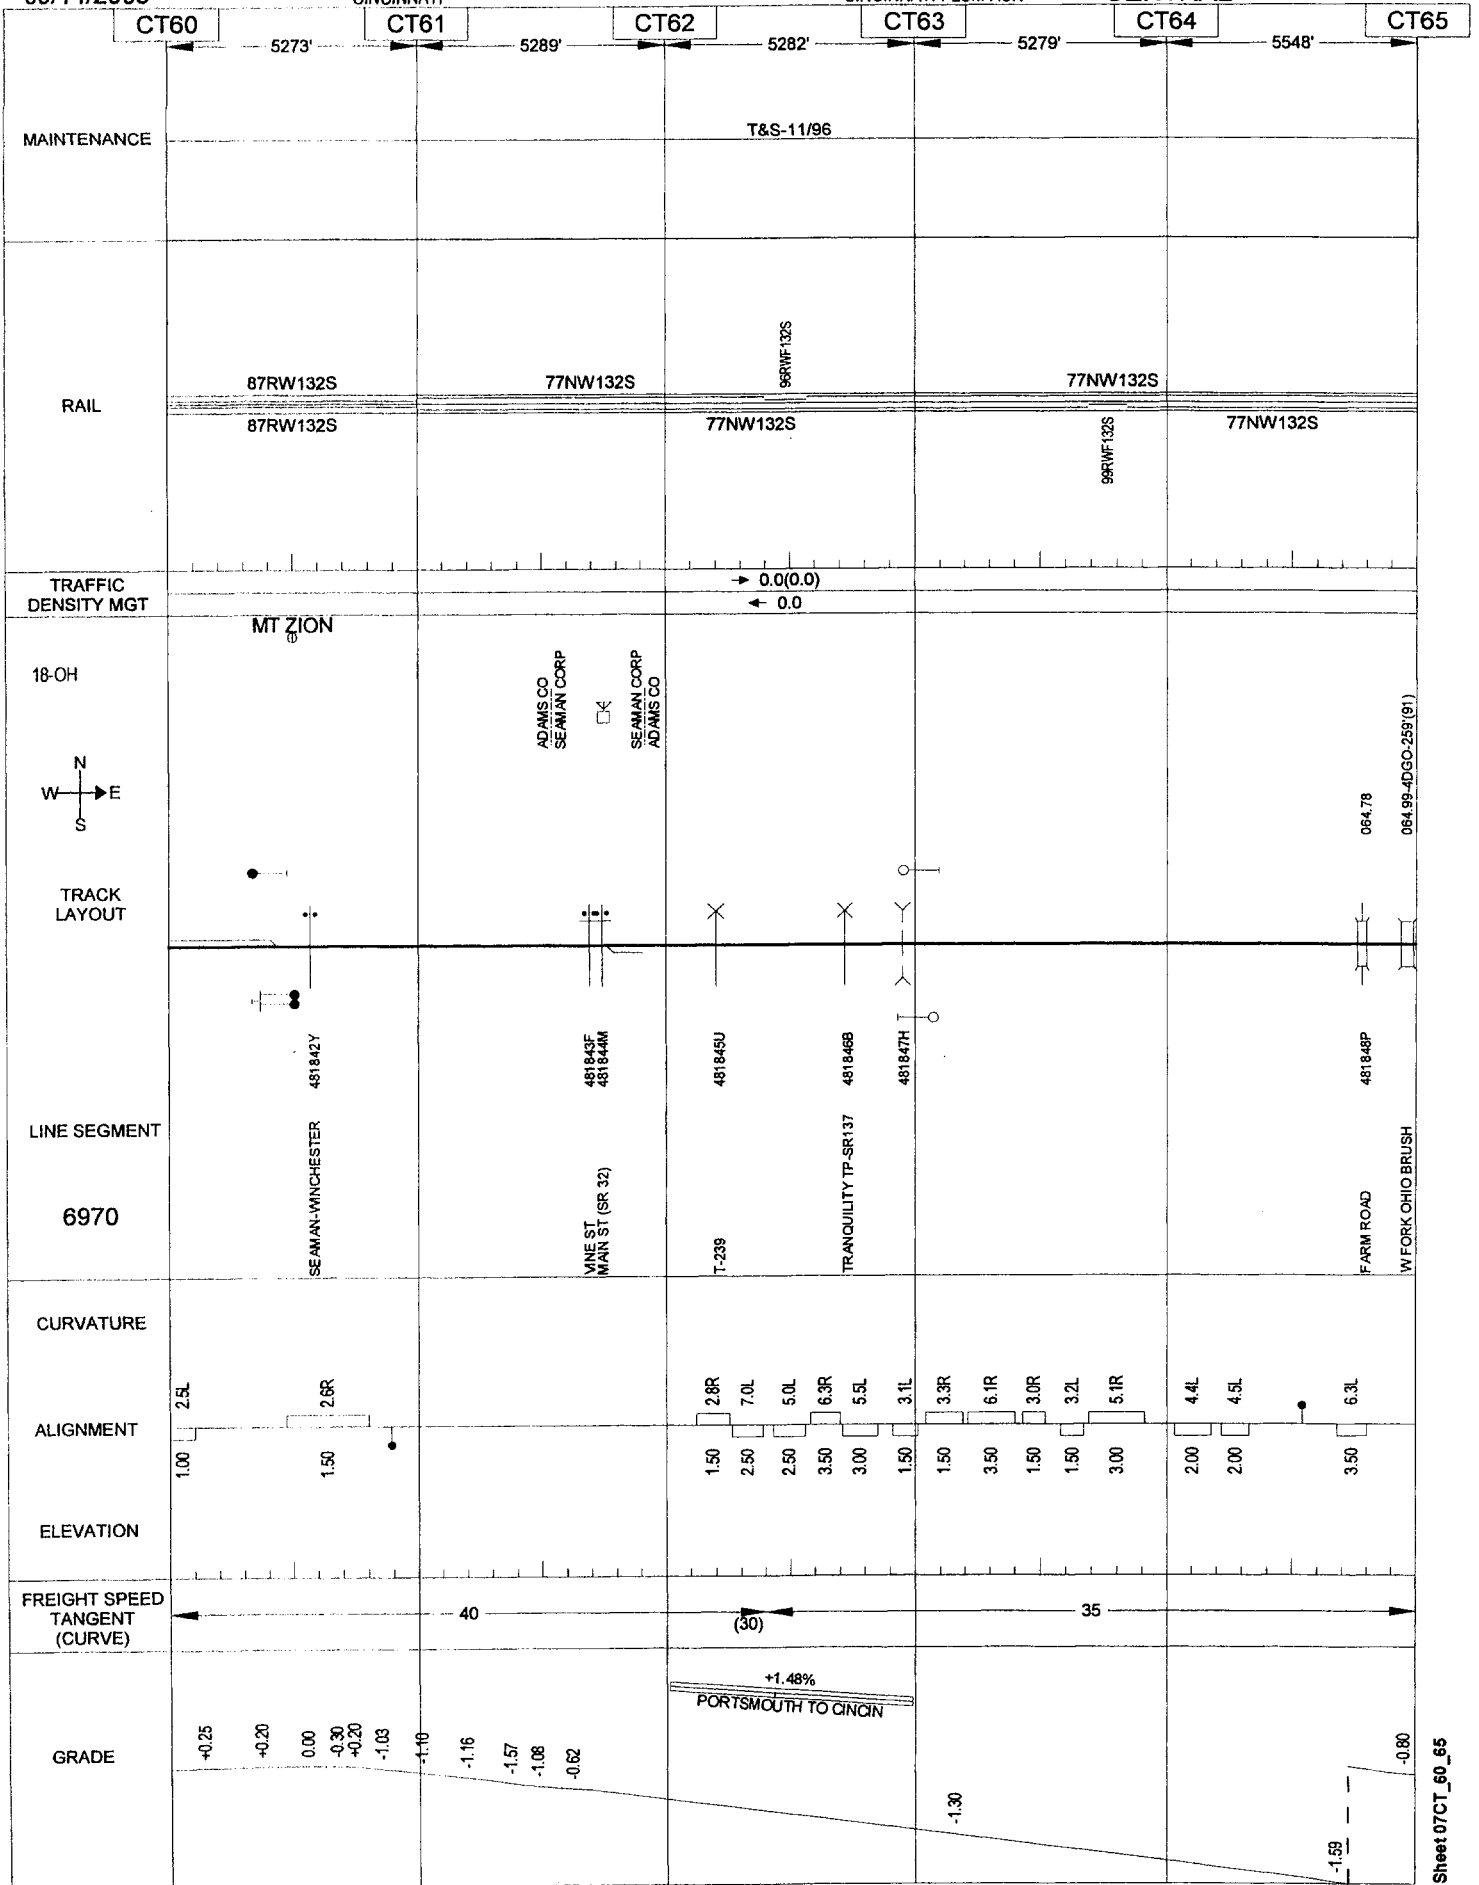 CT60
CT61
CT62
CT63
CT64
CT65
5273'
5289'
5282'
5279'
5548'
MAINTENANCE
T&S-11/96
RAIL
87RW132S
77NW132S
96RWF132S
77NW132S
87RW132S
77NW132S
99RWF132S
77NW132S
TRAFFIC
DENSITY MGT
0.0(0.0)
0.0
MT ZION
18-OH
ADAMS CO
SEAMAN CORP
SEAMAN CORP
ADAMS CO
N
W
E
S
064.78
064.99-4DGO-259'(91)
TRACK
LAYOUT
481842Y
481843F
481844M
481845U
481846B
481847H
481848P
LINE SEGMENT
6970
SEAMAN-WINCHESTER
VINE ST
MAIN ST (SR 32)
T-239
TRANQUILITY TP-SR137
FARM ROAD
W FORK OHIO BRUSH
CURVATURE
2.5L
2.6R
2.8R
7.0L
5.0L
6.3R
5.5L
3.1L
3.3R
6.1R
3.0R
3.2L
5.1R
4.4L
4.5L
6.3L
ALIGNMENT
1.00
1.50
1.50
2.50
2.50
3.50
3.00
1.50
1.50
3.50
1.50
1.50
3.00
2.00
2.00
3.50
ELEVATION
FREIGHT SPEED
TANGENT
(CURVE)
40
(30)
35
+1.48%
PORTSMOUTH TO CINCIN
GRADE
+0.25
+0.20
0.00
-0.30
+0.20
-1.03
-1.10
-1.16
-1.57
-1.08
-0.62
-1.30
-1.59
-0.80
Sheet 07CT_60_65